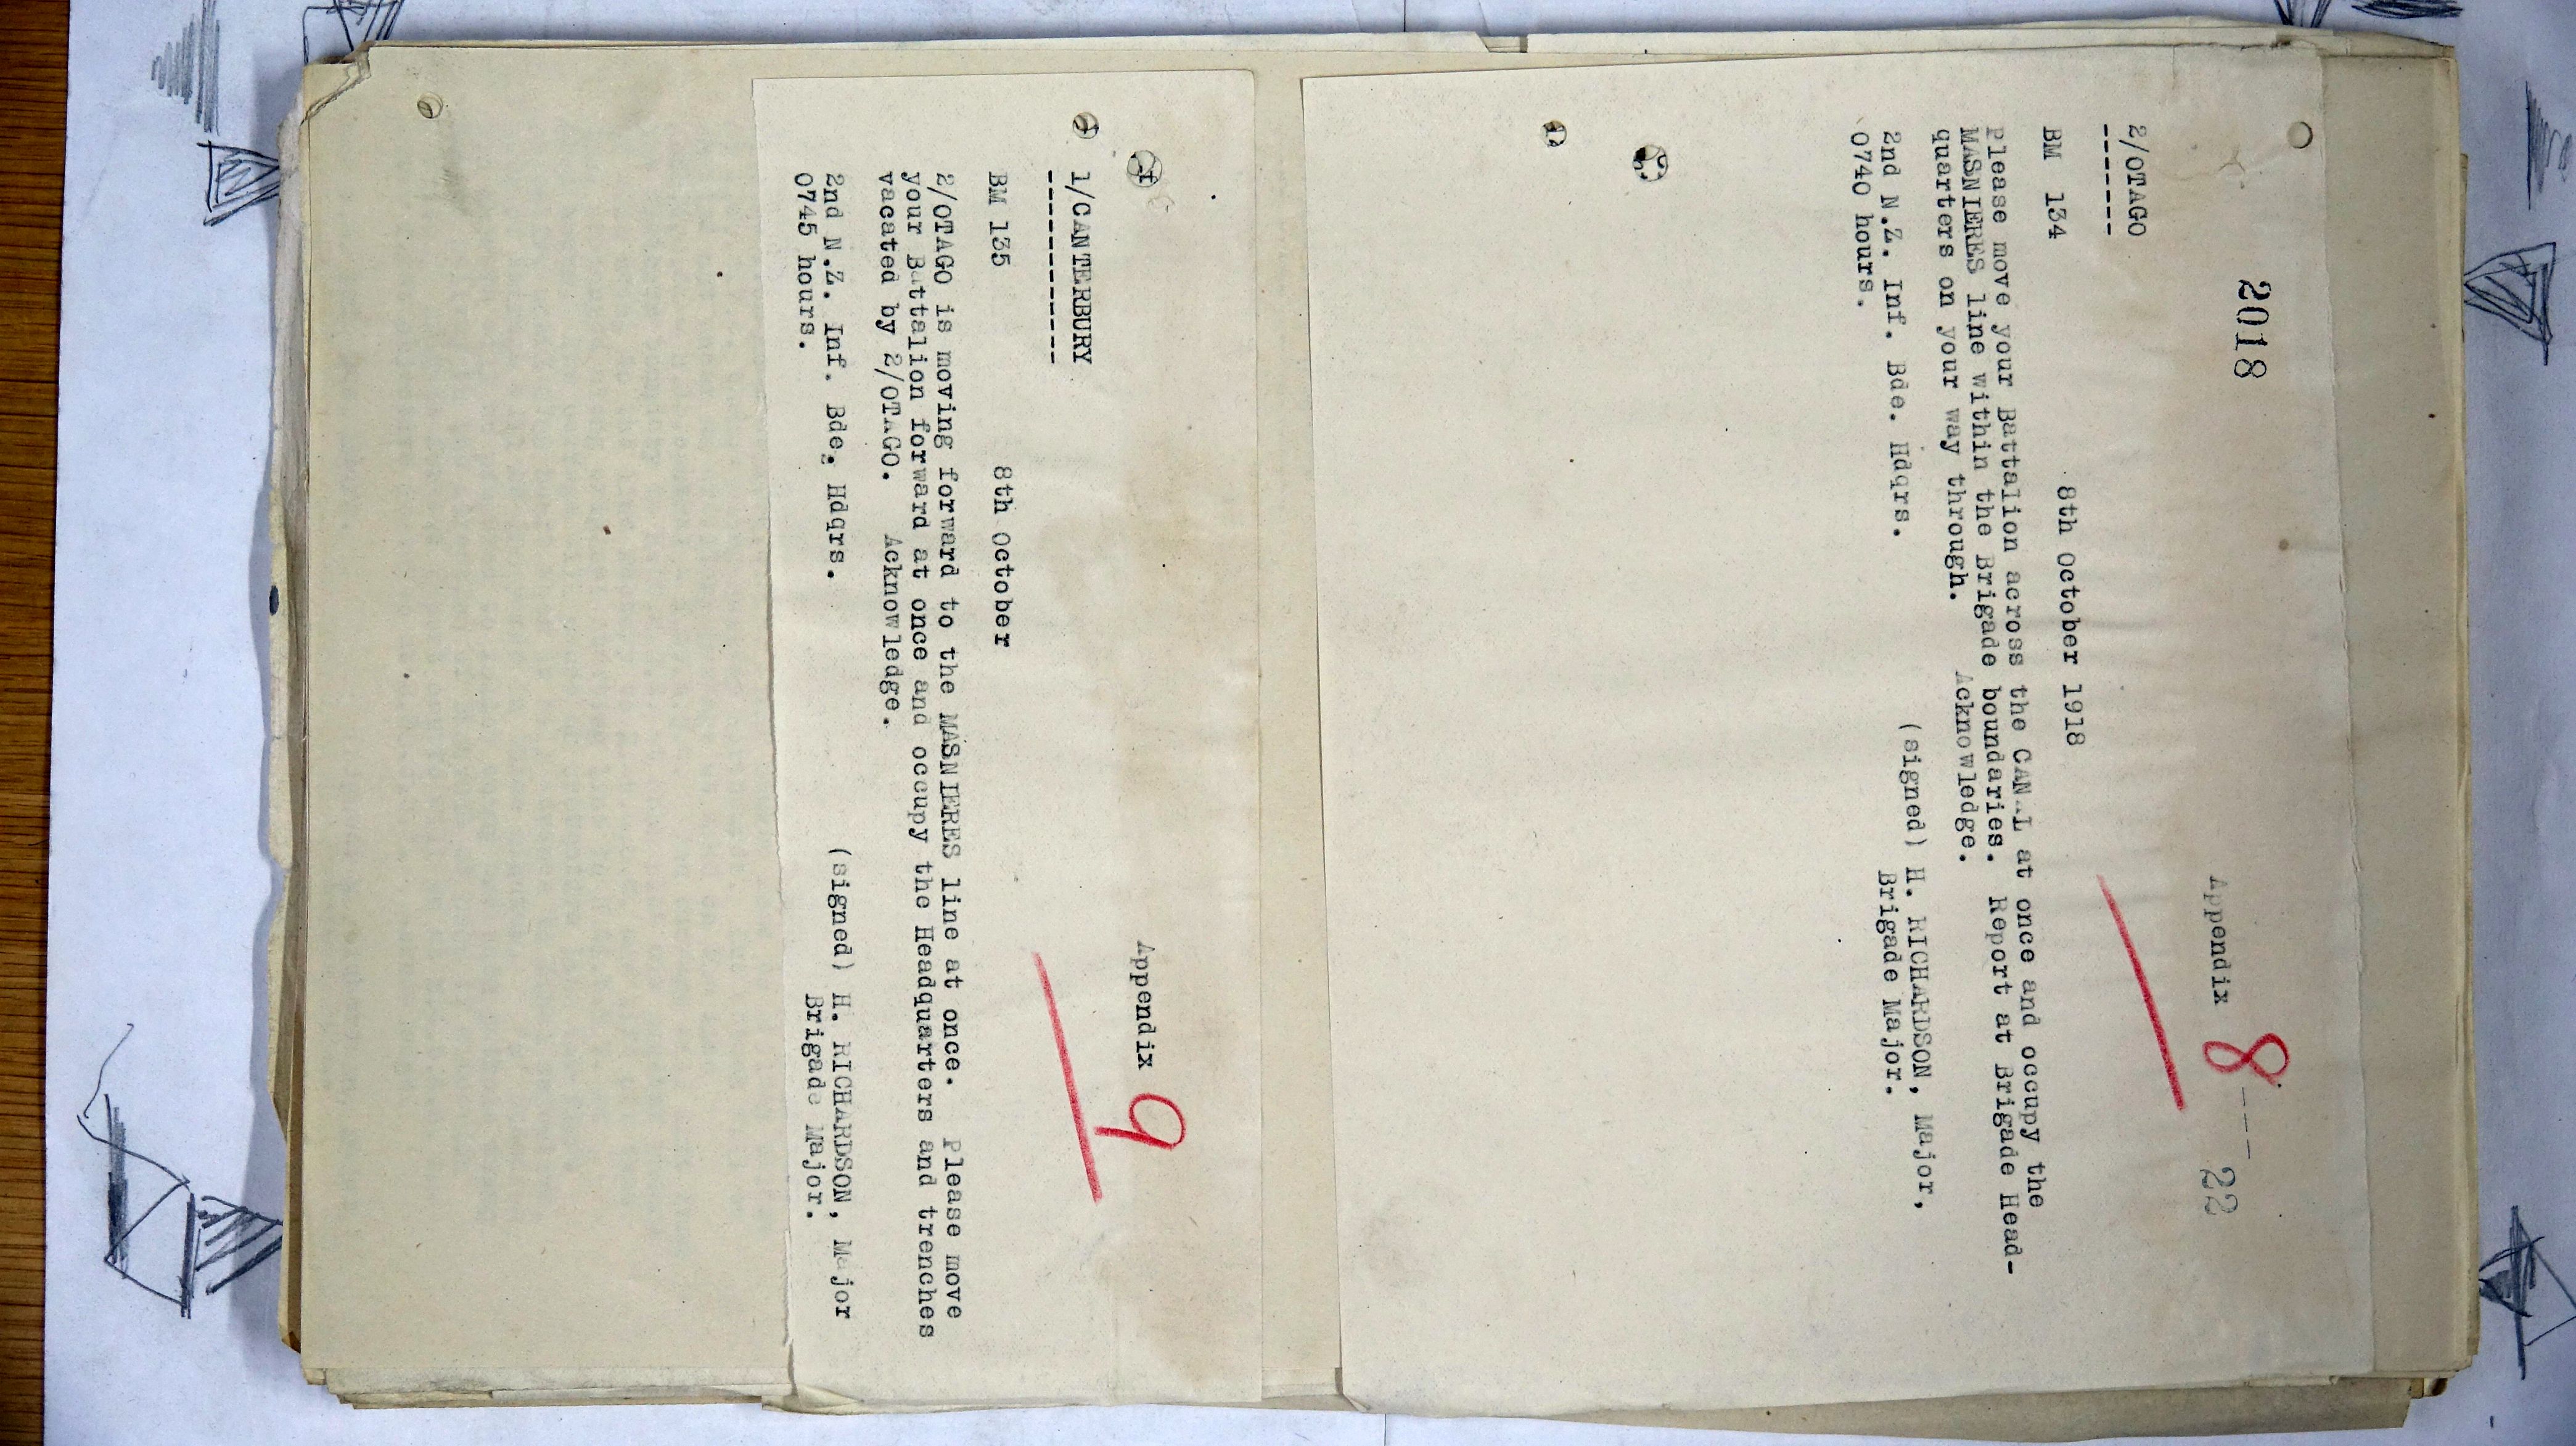 2018
Appendix 8 --- 22
2/OTAGO
-------
BM 134 8th October 1918
Please move your Battalion across the CANAL at once and occupy the
MASNIERES line within the Brigade boundaries. Report at Brigade Head-
quarters on your way through. Acknowledge.
(signed) H. RICHARDSON, Major,
2nd N.Z. Inf. Bde. Hdqrs. Brigade Major.
0740 hours.
Appendix 9
1/CANTERBURY
------------
BM 135 8th October
2/OTAGO is moving forward to the MASNIERES line at once. Please move
your Battalion forward at once and occupy the Headquarters and trenches
vacated by 2/OTAGO. Acknowledge.
(signed) H. RICHARDSON, Major
2nd N.Z. Inf. Bde. Hdqrs. Brigade Major.
0745 hours.